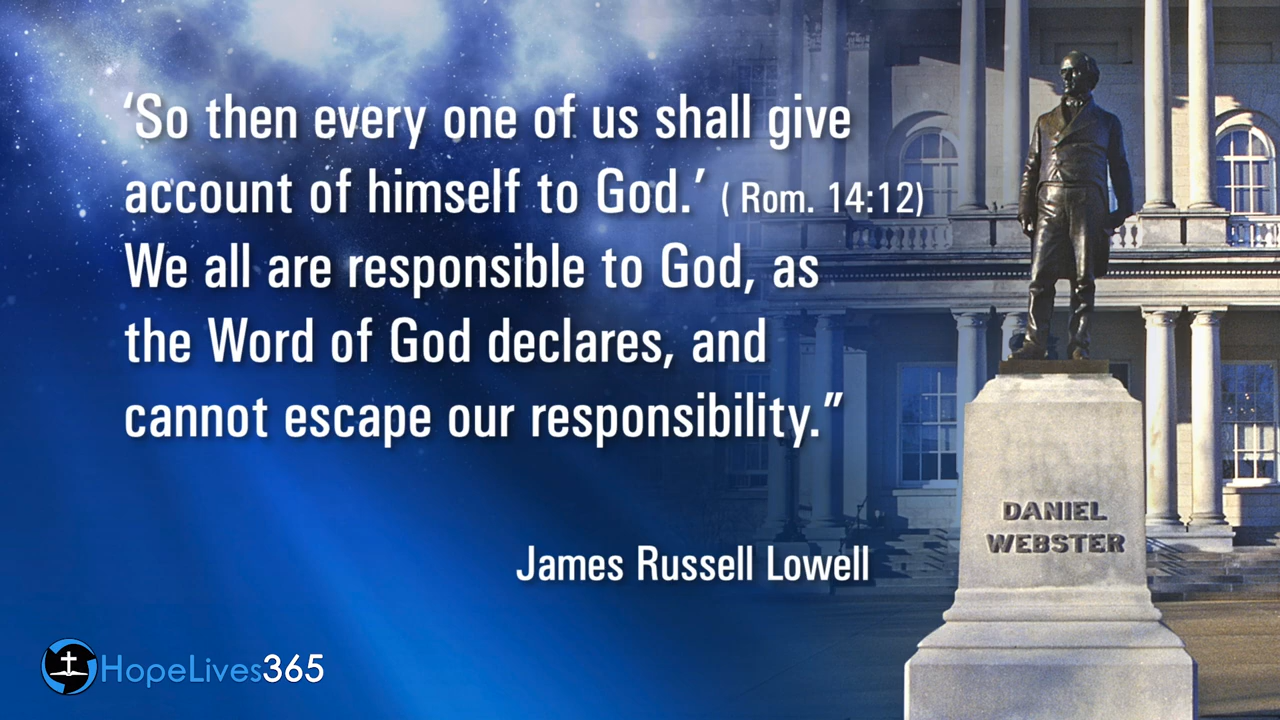 ‘So then every one of us shall give
account of himself to God.’ ( Rom. 14:12)
We all are responsible to God, as
the Word of God declares, and
cannot escape our responsibility.”
James Russell Lowell
DANIEL
WEBSTER
HopeLives365